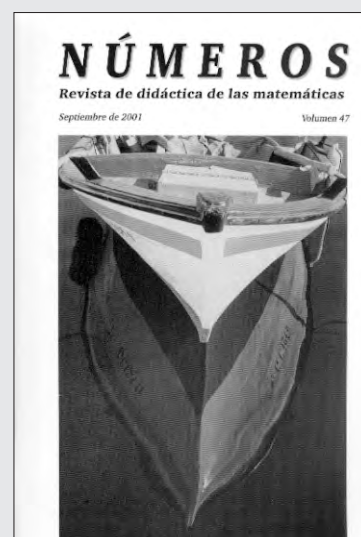 NÚMEROS
Revista de didáctica de las matemáticas
Septiembre de 2001 Volumen 47